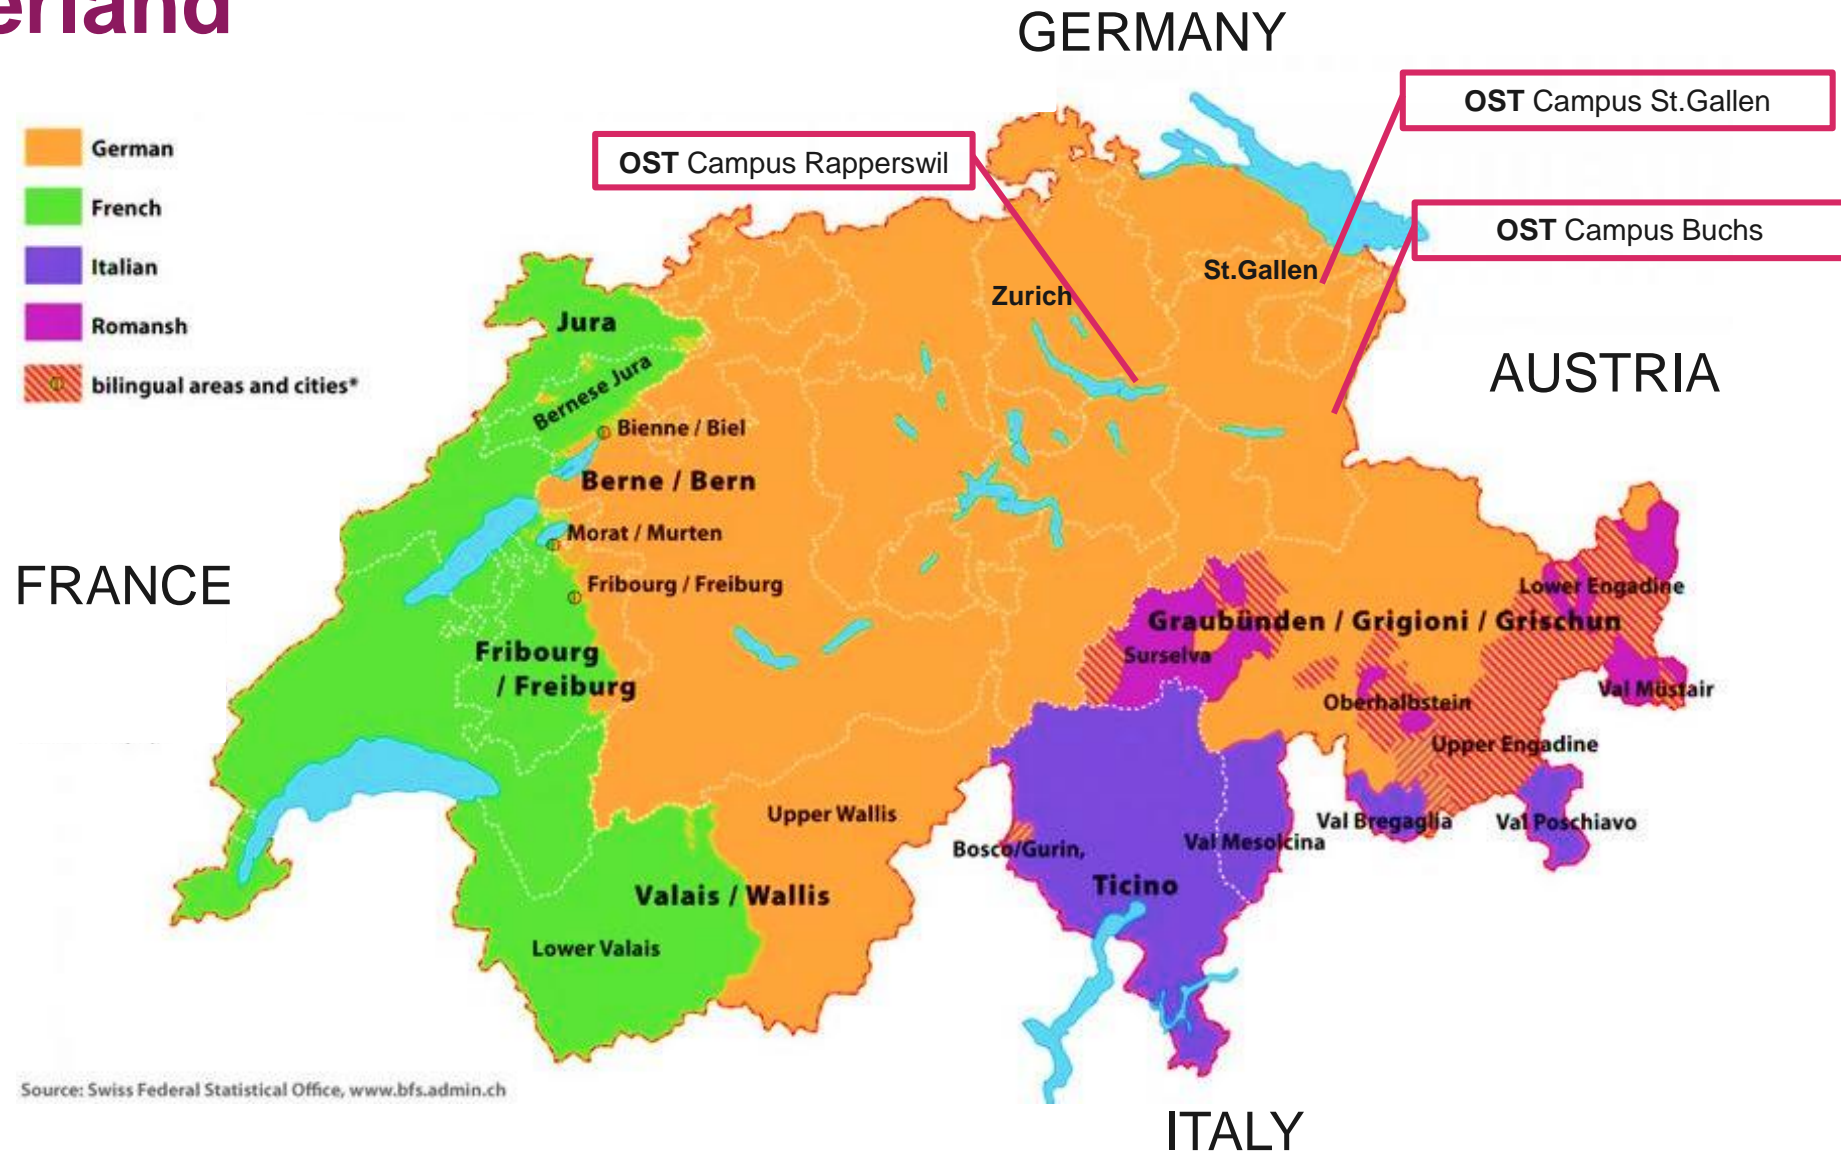 erland
GERMANY
OST Campus St.Gallen
OST Campus Rapperswil
OST Campus Buchs
German
French
Italian
Romansh
bilingual areas and cities*
St.Gallen
Zurich
Jura
Bernese Jura
AUSTRIA
Bienne / Biel
Berne / Bern
Morat / Murten
FRANCE
Fribourg / Freiburg
Lower Engadine
Graubünden / Grigioni / Grischun
Fribourg
/ Freiburg
Surselva
Val Müstair
Oberhalbstein
Upper Engadine
Upper Wallis
Val Bregaglia
Val Poschiavo
Bosco/Gurin,
Val Mesolcina
Ticino
Valais / Wallis
Lower Valais
Source: Swiss Federal Statistical Office, www.bfs.admin.ch
ITALY